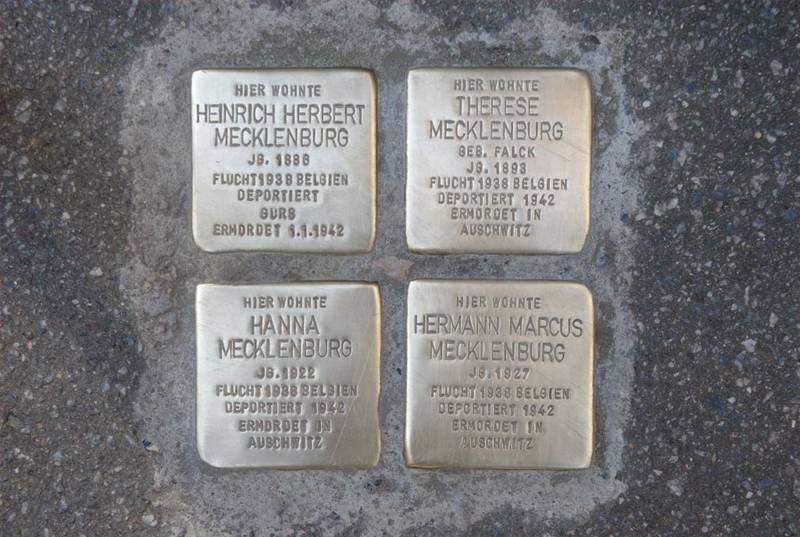 HIER WOHNTE
HEINRICH HERBERT
MECKLENBURG
JG. 1886
FLUCHT 1938 BELGIEN
DEPORTIERT
GURS
ERMORDET 1.1.1942
HIER WOHNTE
THERESE
MECKLENBURG
GEB. FALCK
JG. 1893
FLUCHT 1938 BELGIEN
DEPORTIERT 1942
ERMORDET IN
AUSCHWITZ
HIER WOHNTE
HANNA
MECKLENBURG
JG. 1922
FLUCHT 1938 BELGIEN
DEPORTIERT 1942
ERMORDET IN
AUSCHWITZ
HIER WOHNTE
HERMANN MARCUS
MECKLENBURG
JG. 1927
FLUCHT 1938 BELGIEN
DEPORTIERT 1942
ERMORDET IN
AUSCHWITZ